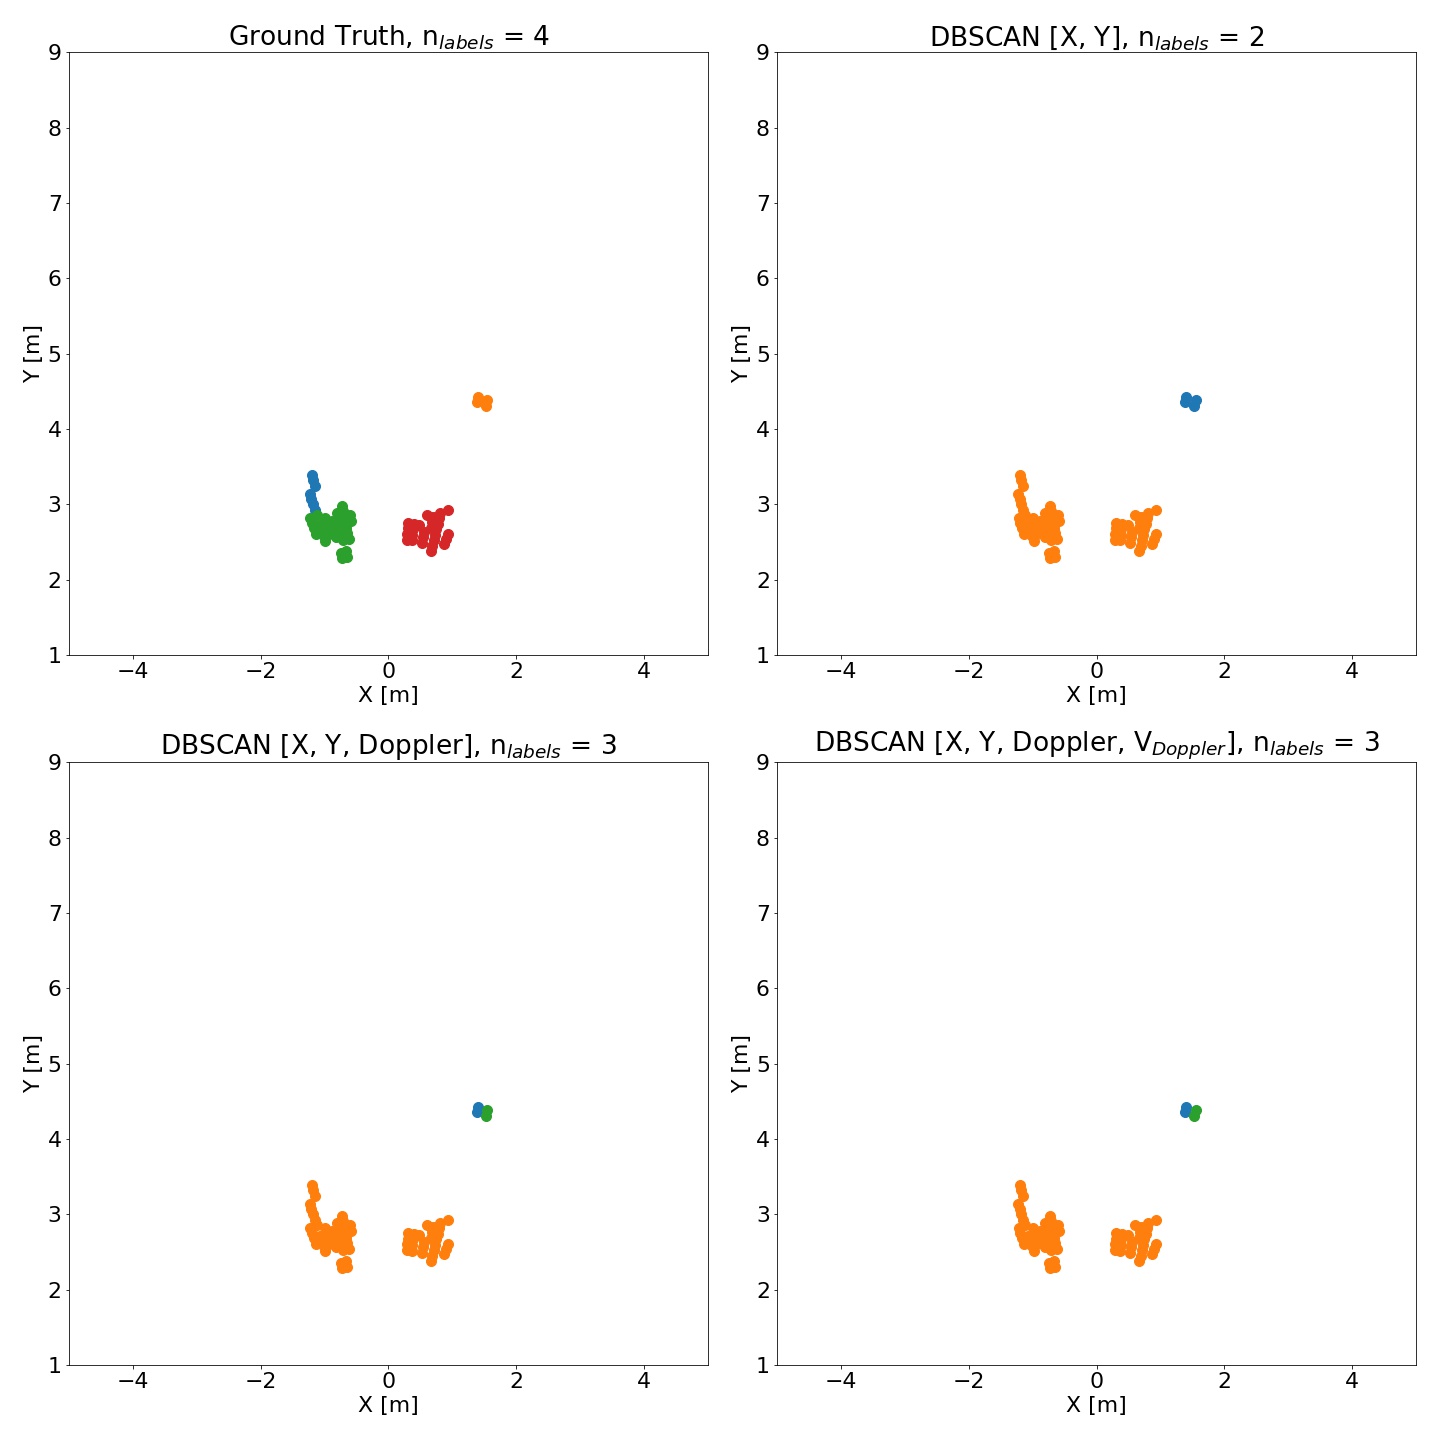 Ground Truth, n_labels = 4
9
8
7
6
5
4
3
2
1
Y [m]
−4 −2 0 2 4
X [m]
DBSCAN [X, Y], n_labels = 2
9
8
7
6
5
4
3
2
1
Y [m]
−4 −2 0 2 4
X [m]
DBSCAN [X, Y, Doppler], n_labels = 3
9
8
7
6
5
4
3
2
1
Y [m]
−4 −2 0 2 4
X [m]
DBSCAN [X, Y, Doppler, V_Doppler], n_labels = 3
9
8
7
6
5
4
3
2
1
Y [m]
−4 −2 0 2 4
X [m]